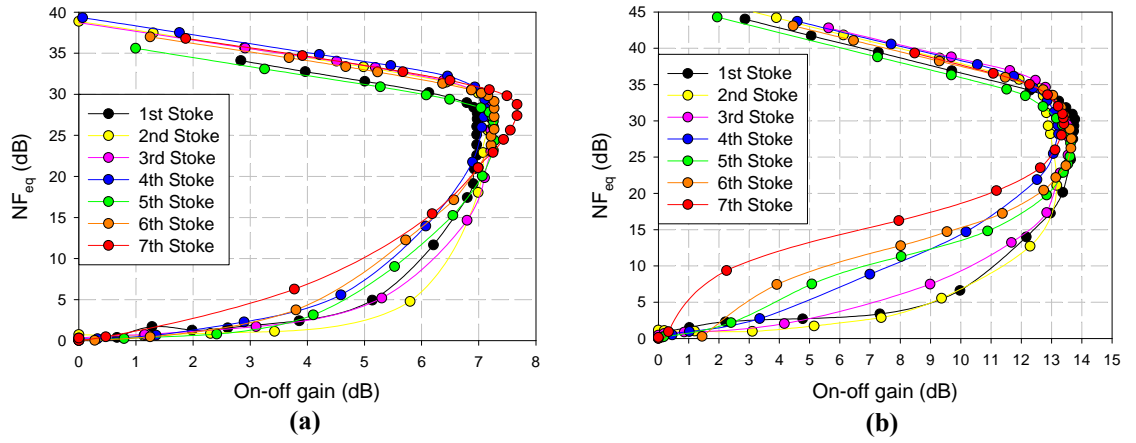 40
35
30
25
20
15
10
5
0
NFeq (dB)
1st Stoke
2nd Stoke
3rd Stoke
4th Stoke
5th Stoke
6th Stoke
7th Stoke
0 1 2 3 4 5 6 7 8
On-off gain (dB)
(a)
45
40
35
30
25
20
15
10
5
0
NFeq (dB)
1st Stoke
2nd Stoke
3rd Stoke
4th Stoke
5th Stoke
6th Stoke
7th Stoke
0 1 2 3 4 5 6 7 8 9 10 11 12 13 14 15
On-off gain (dB)
(b)